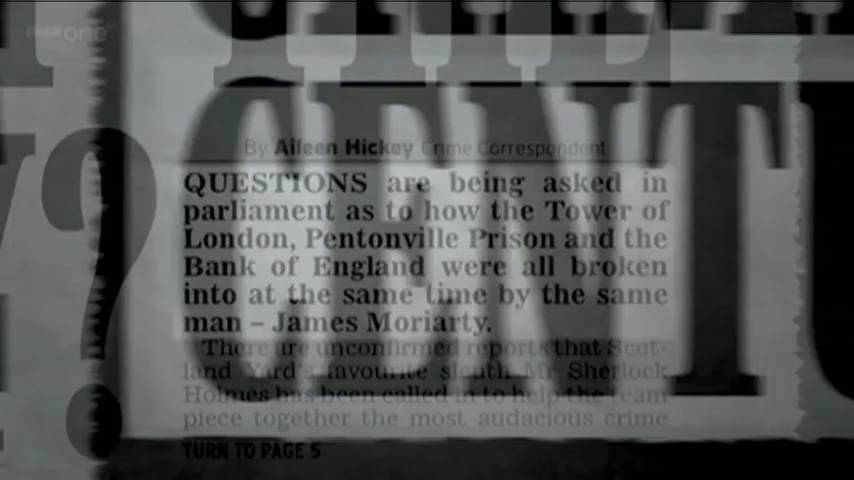 BBC one
CENTU
?
By Aileen Hickey Crime Correspondent
QUESTIONS are being asked in
parliament as to how the Tower of
London, Pentonville Prison and the
Bank of England were all broken
into at the same time by the same
man – James Moriarty.
There are unconfirmed reports that Scot-
land Yard's favourite sleuth Mr Sherlock
Holmes has been called in to help the team
piece together the most audacious crime
TURN TO PAGE 5